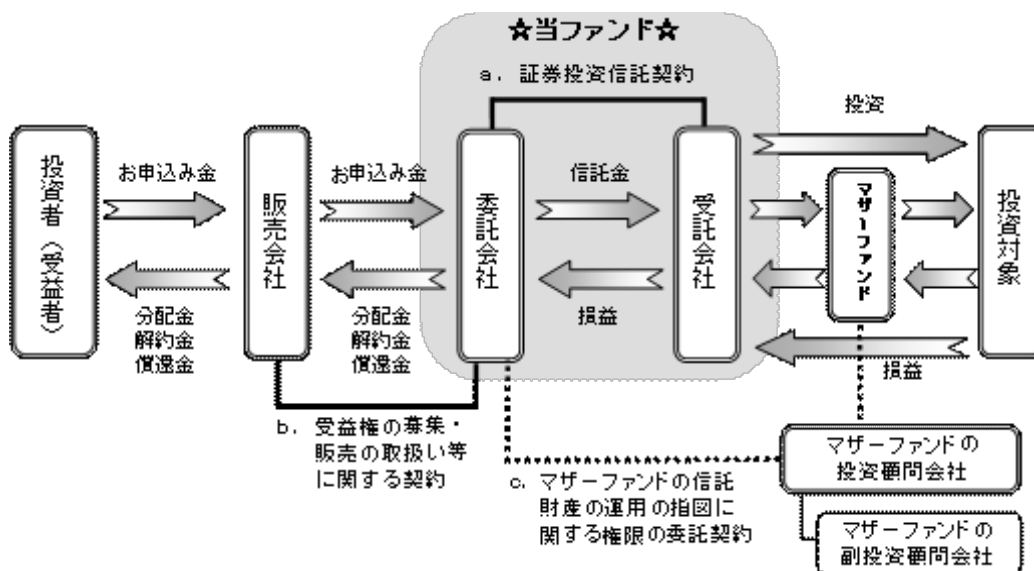 ★当ファンド★
a．証券投資信託契約
投資
投資者（受益者）
お申込み金
販売会社
お申込み金
委託会社
信託金
受託会社
マザーファンド
投資対象
分配金
解約金
償還金
分配金
解約金
償還金
損益
損益
b．受益権の募集・
販売の取扱い等
に関する契約
c．マザーファンドの信託
財産の運用の指図に
関する権限の委託契約
マザーファンドの
投資顧問会社
マザーファンドの
副投資顧問会社